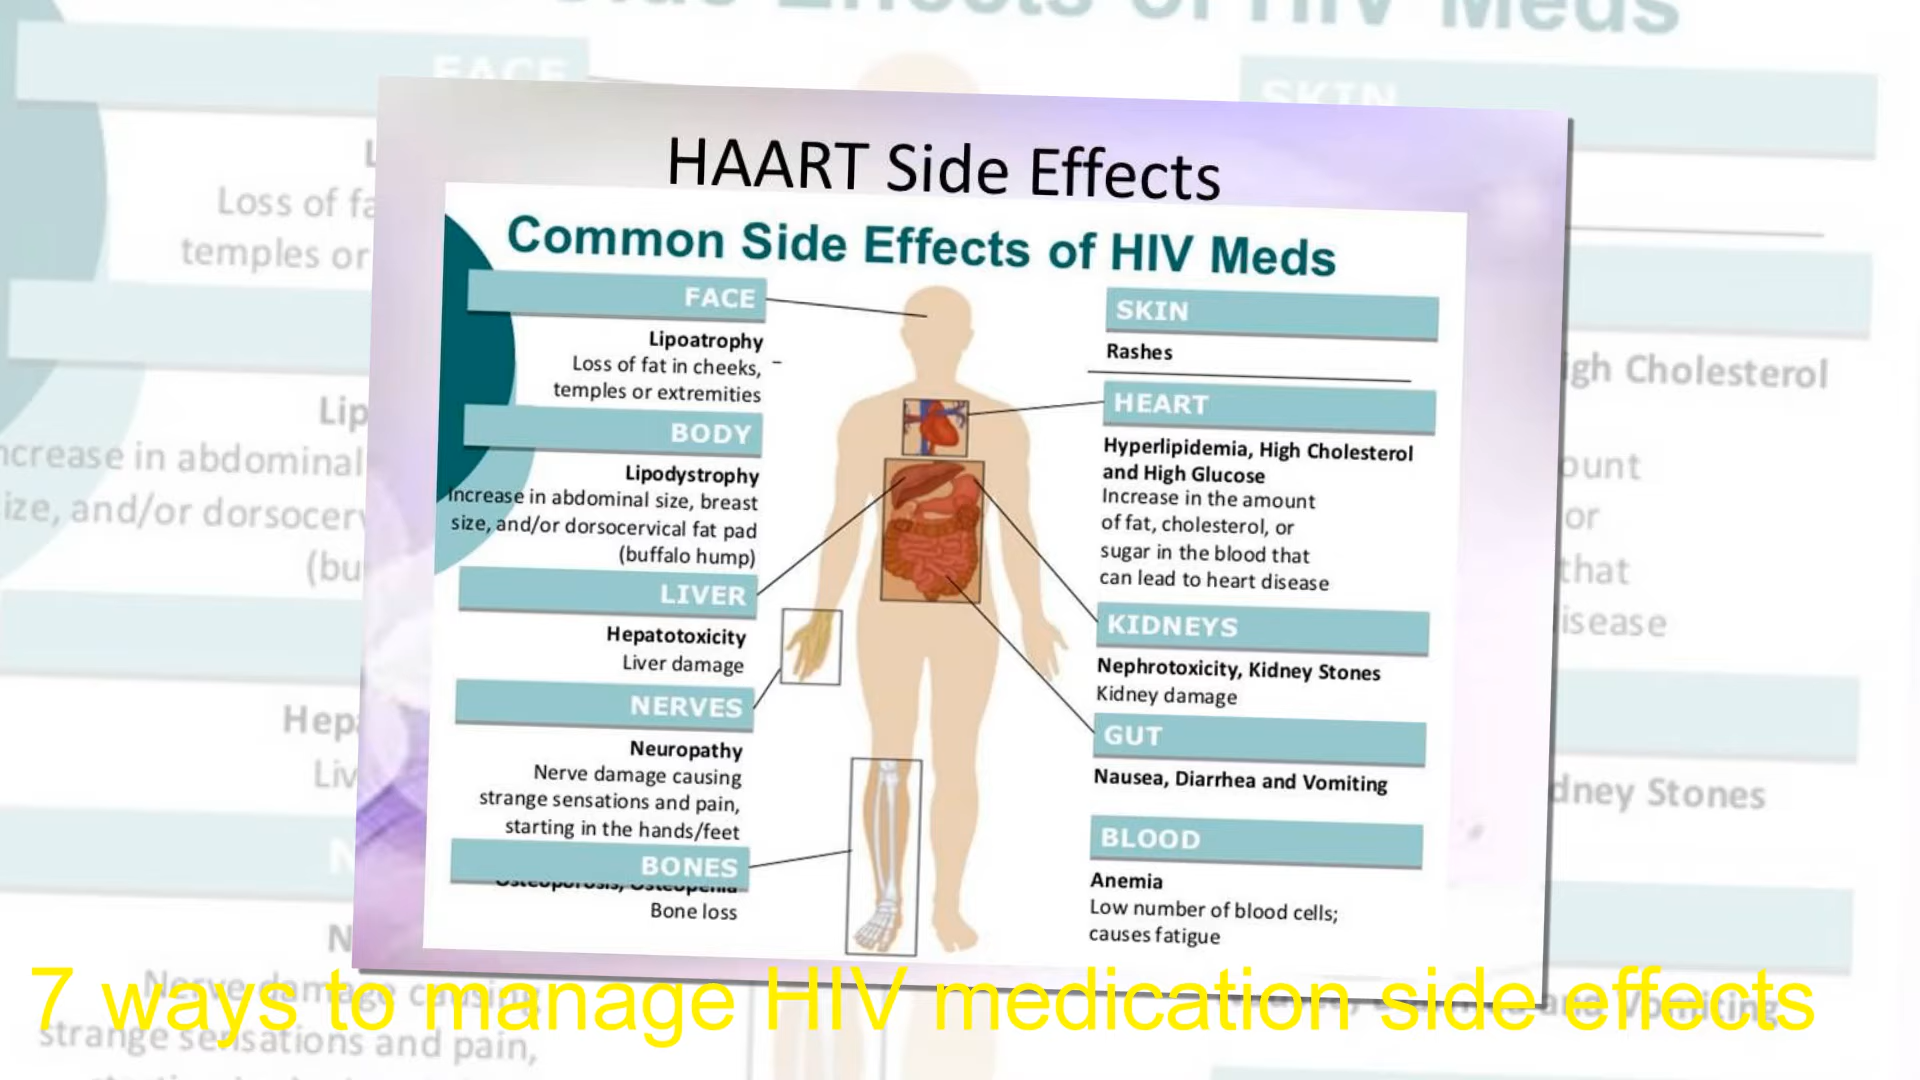 HAART Side Effects
Common Side Effects of HIV Meds
FACE
Lipoatrophy
Loss of fat in cheeks,
temples or extremities
BODY
Lipodystrophy
Increase in abdominal size, breast
size, and/or dorsocervical fat pad
(buffalo hump)
LIVER
Hepatotoxicity
Liver damage
NERVES
Neuropathy
Nerve damage causing
strange sensations and pain,
starting in the hands/feet
BONES
Osteoporosis, Osteopenia
Bone loss
SKIN
Rashes
HEART
Hyperlipidemia, High Cholesterol
and High Glucose
Increase in the amount
of fat, cholesterol, or
sugar in the blood that
can lead to heart disease
KIDNEYS
Nephrotoxicity, Kidney Stones
Kidney damage
GUT
Nausea, Diarrhea and Vomiting
BLOOD
Anemia
Low number of blood cells;
causes fatigue
7 ways to manage HIV medication side effects